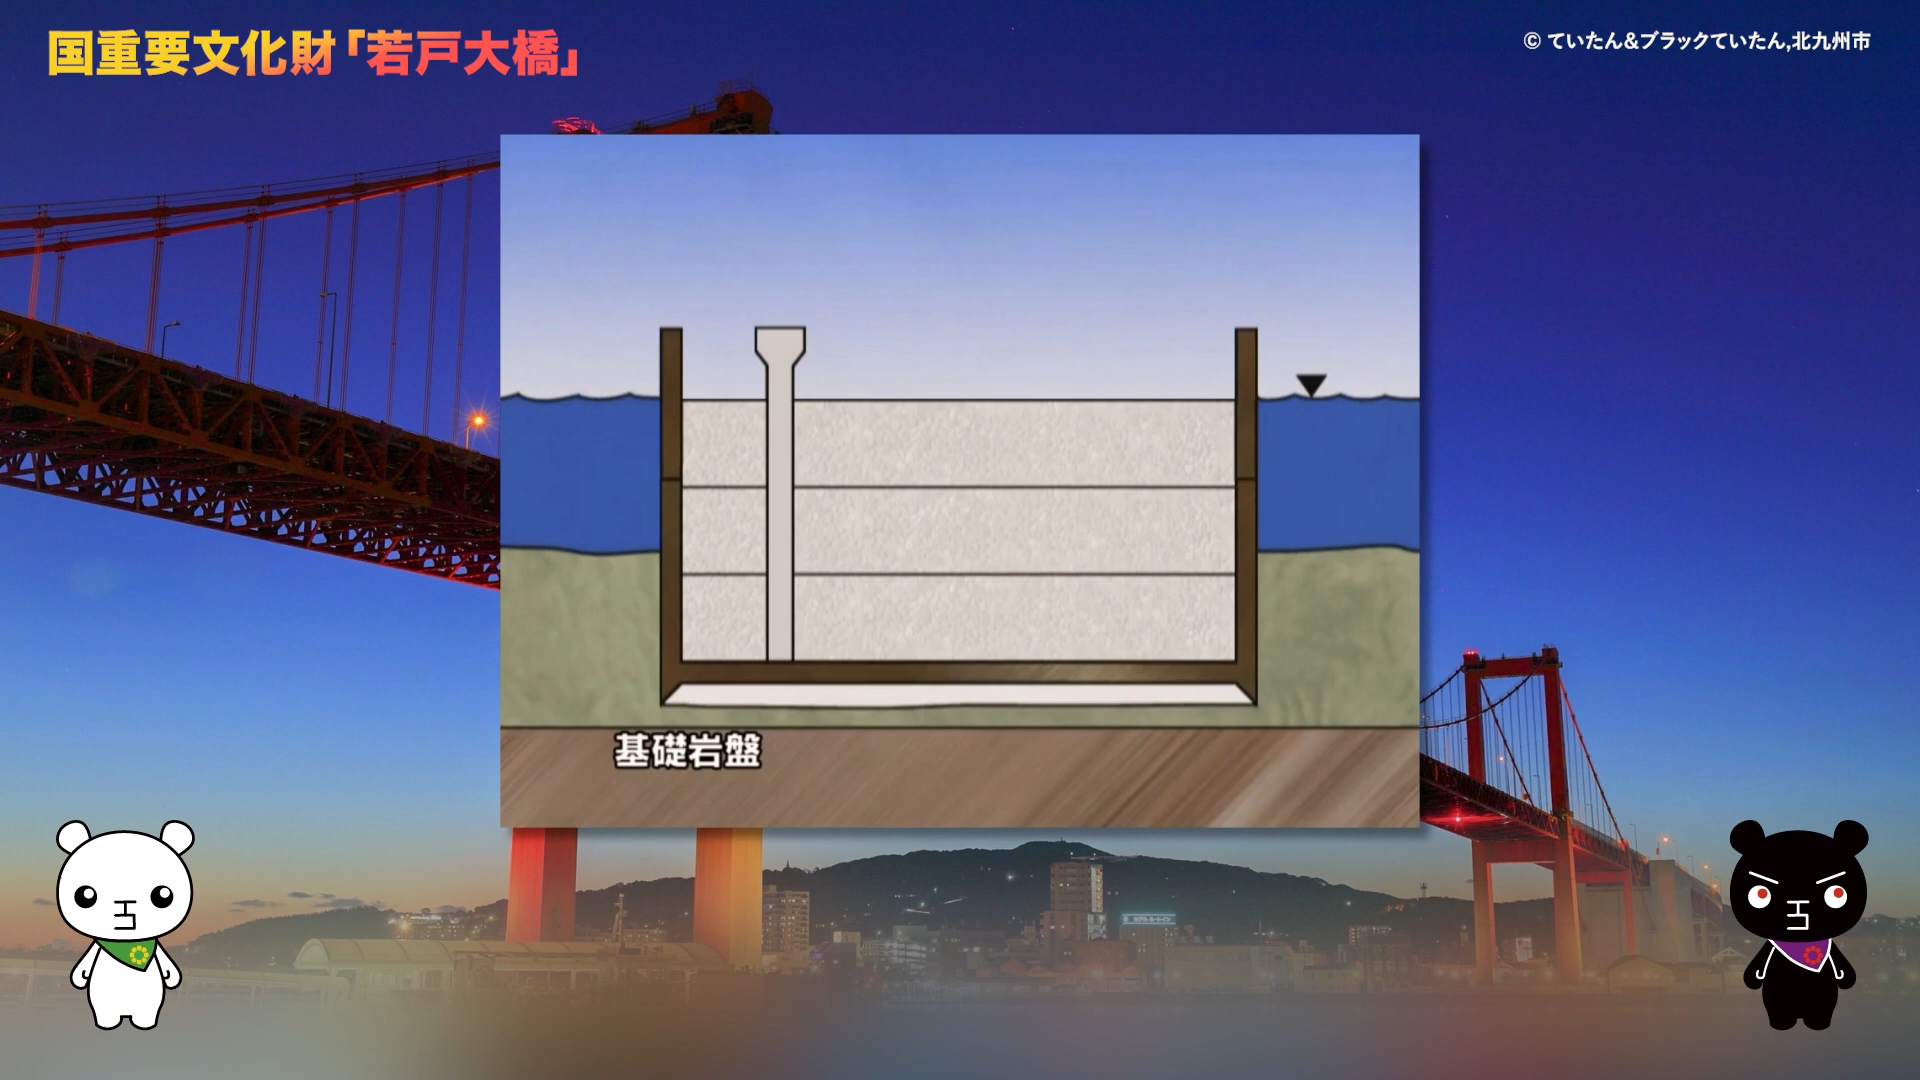 国重要文化財「若戸大橋」
© ていたん&ブラックていたん,北九州市
基礎岩盤